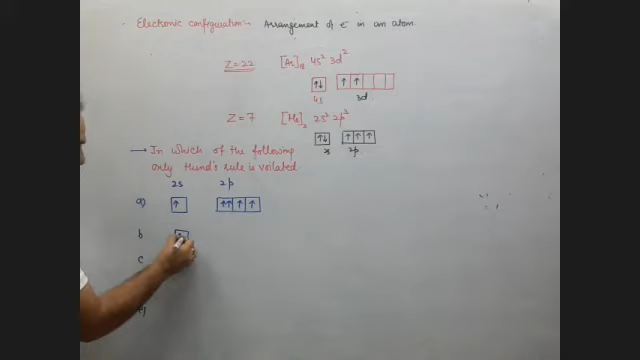 Electronic configuration:- Arrangement of e⁻ in an atom.
Z=22 [Ar]₁₈ 4s² 3d²
↑↓ ↑ ↑
4s 3d
Z=7 [He]₂ 2s² 2p³
↑↓ ↑ ↑ ↑
2s 2p
→ In which of the following
only Hund's rule is voilated
2s 2p
a) ↑ ↑↑ ↑ ↑
b
c